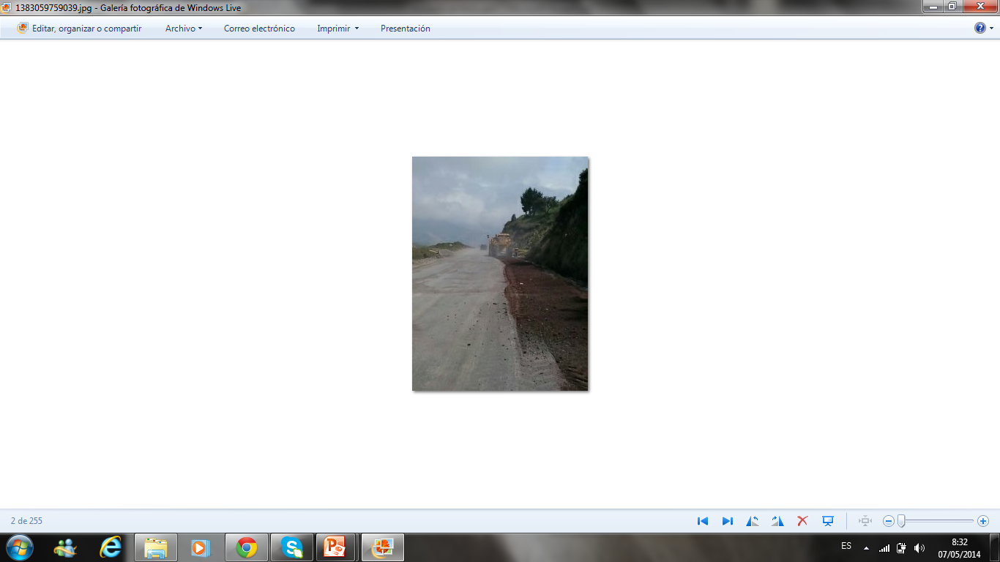 1383059759039.jpg - Galería fotográfica de Windows Live
Editar, organizar o compartir Archivo Correo electrónico Imprimir Presentación
2 de 255
ES
8:32
07/05/2014